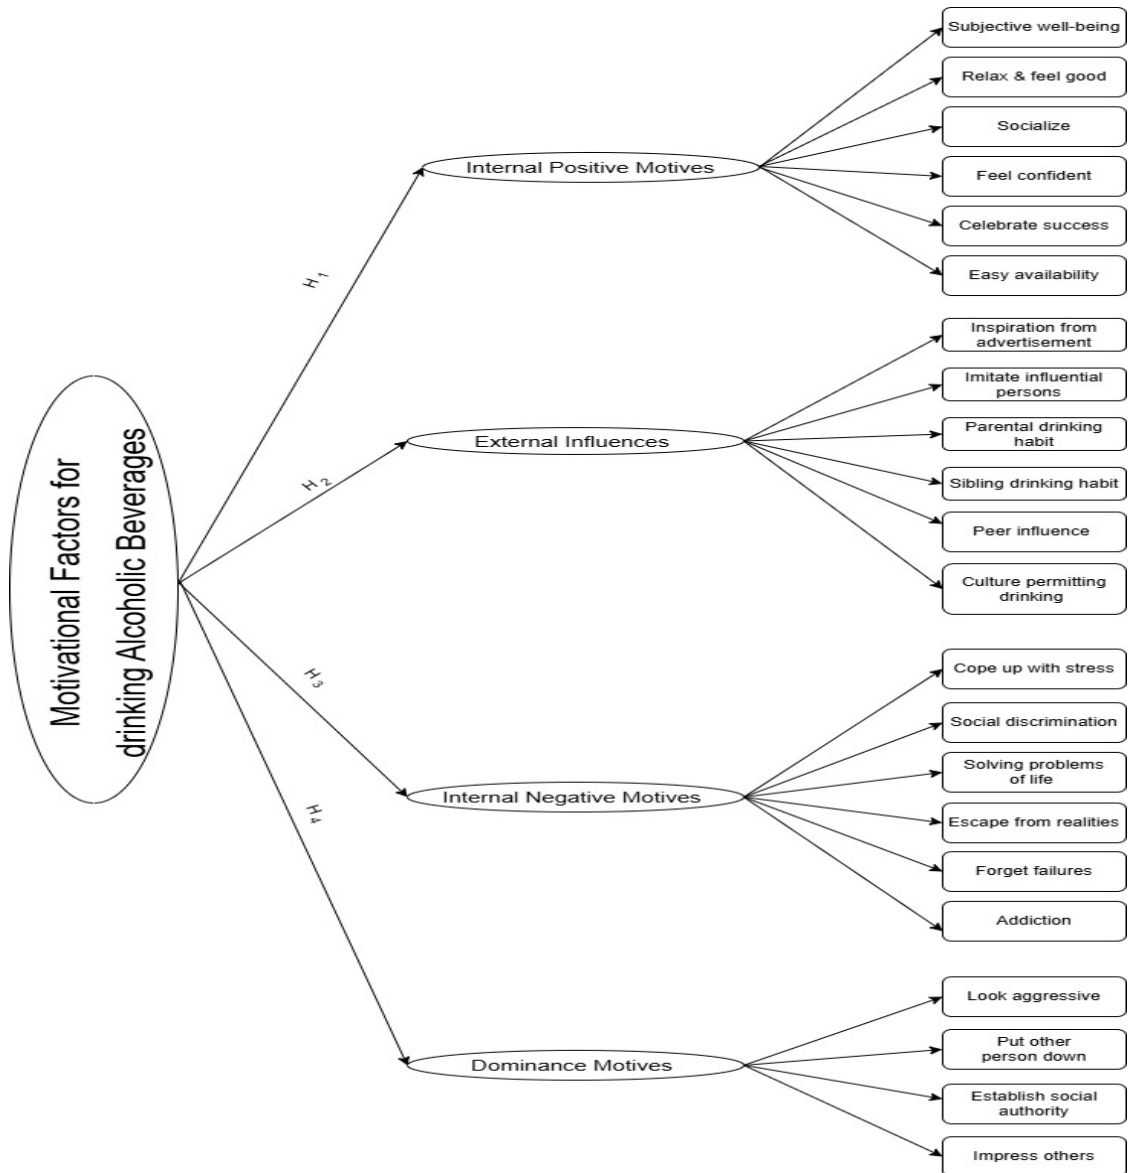 Motivational Factors for
drinking Alcoholic Beverages
H1
Internal Positive Motives
Subjective well-being
Relax & feel good
Socialize
Feel confident
Celebrate success
Easy availability
H2
External Influences
Inspiration from
advertisement
Imitate influential
persons
Parental drinking
habit
Sibling drinking habit
Peer influence
Culture permitting
drinking
H3
Internal Negative Motives
Cope up with stress
Social discrimination
Solving problems
of life
Escape from realities
Forget failures
Addiction
H4
Dominance Motives
Look aggressive
Put other
person down
Establish social
authority
Impress others